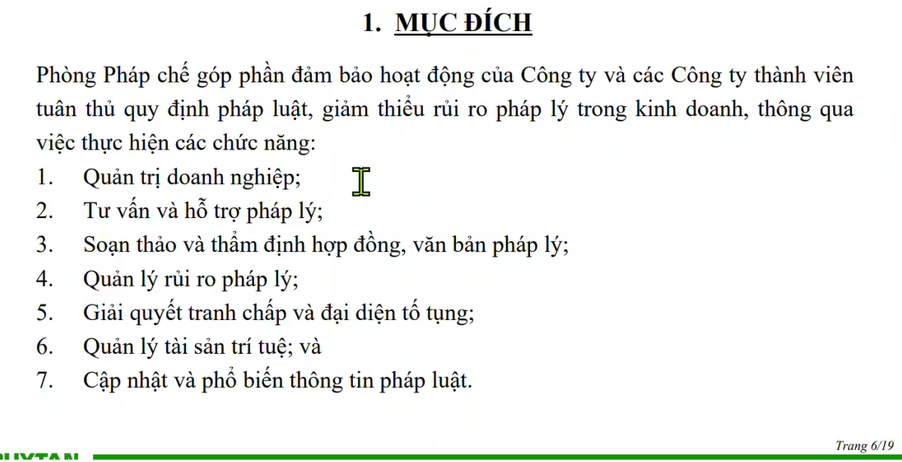 1. MỤC ĐÍCH
Phòng Pháp chế góp phần đảm bảo hoạt động của Công ty và các Công ty thành viên
tuân thủ quy định pháp luật, giảm thiểu rủi ro pháp lý trong kinh doanh, thông qua
việc thực hiện các chức năng:
1. Quản trị doanh nghiệp;
2. Tư vấn và hỗ trợ pháp lý;
3. Soạn thảo và thẩm định hợp đồng, văn bản pháp lý;
4. Quản lý rủi ro pháp lý;
5. Giải quyết tranh chấp và đại diện tố tụng;
6. Quản lý tài sản trí tuệ; và
7. Cập nhật và phổ biến thông tin pháp luật.
Trang 6/19